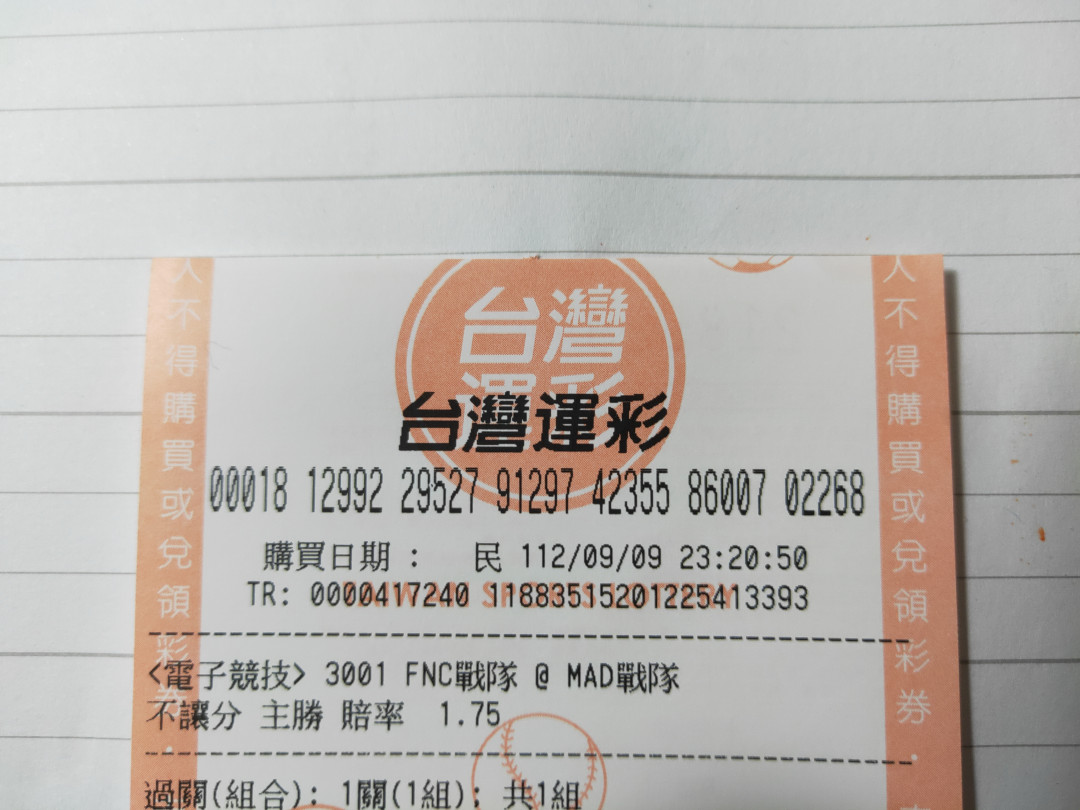 台灣
運彩
台灣運彩
00018 12992 29527 91297 42355 86007 02268
購買日期 : 民 112/09/09 23:20:50
TR: 0000417240 11883515201225413393
<電子競技> 3001 FNC戰隊 @ MAD戰隊
不讓分 主勝 賠率 1.75
過關(組合): 1關(1組); 共1組
人不得購買或兌領彩券.
人不得購買或兌領彩券.